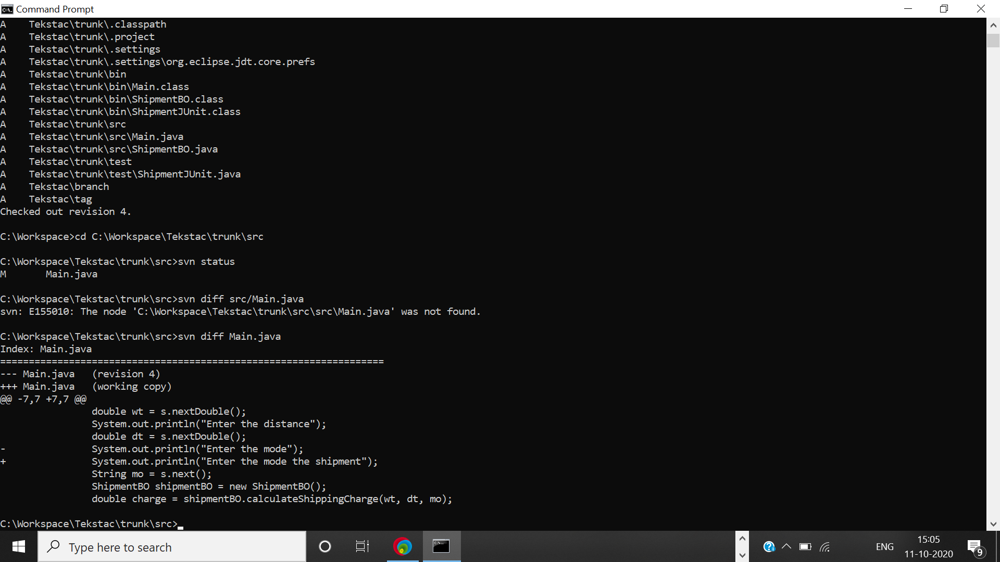 Command Prompt
A    Tekstac\trunk\.classpath
A    Tekstac\trunk\.project
A    Tekstac\trunk\.settings
A    Tekstac\trunk\.settings\org.eclipse.jdt.core.prefs
A    Tekstac\trunk\bin
A    Tekstac\trunk\bin\Main.class
A    Tekstac\trunk\bin\ShipmentBO.class
A    Tekstac\trunk\bin\ShipmentJUnit.class
A    Tekstac\trunk\src
A    Tekstac\trunk\src\Main.java
A    Tekstac\trunk\src\ShipmentBO.java
A    Tekstac\trunk\test
A    Tekstac\trunk\test\ShipmentJUnit.java
A    Tekstac\branch
A    Tekstac\tag
Checked out revision 4.
C:\Workspace>cd C:\Workspace\Tekstac\trunk\src
C:\Workspace\Tekstac\trunk\src>svn status
M       Main.java
C:\Workspace\Tekstac\trunk\src>svn diff src/Main.java
svn: E155010: The node 'C:\Workspace\Tekstac\trunk\src\src\Main.java' was not found.
C:\Workspace\Tekstac\trunk\src>svn diff Main.java
Index: Main.java
===================================================================
--- Main.java   (revision 4)
+++ Main.java   (working copy)
@@ -7,7 +7,7 @@
                double wt = s.nextDouble();
                System.out.println("Enter the distance");
                double dt = s.nextDouble();
-               System.out.println("Enter the mode");
+               System.out.println("Enter the mode the shipment");
                String mo = s.next();
                ShipmentBO shipmentBO = new ShipmentBO();
                double charge = shipmentBO.calculateShippingCharge(wt, dt, mo);
C:\Workspace\Tekstac\trunk\src>
Type here to search
ENG
15:05
11-10-2020
9